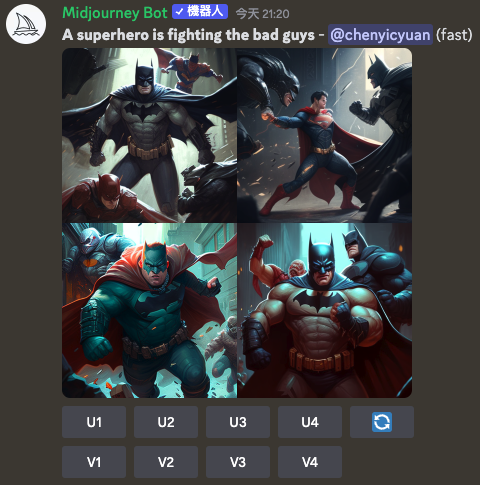 Midjourney Bot ✓ 機器人 今天 21:20
A superhero is fighting the bad guys - @chenyicyuan (fast)
U1 U2 U3 U4
V1 V2 V3 V4